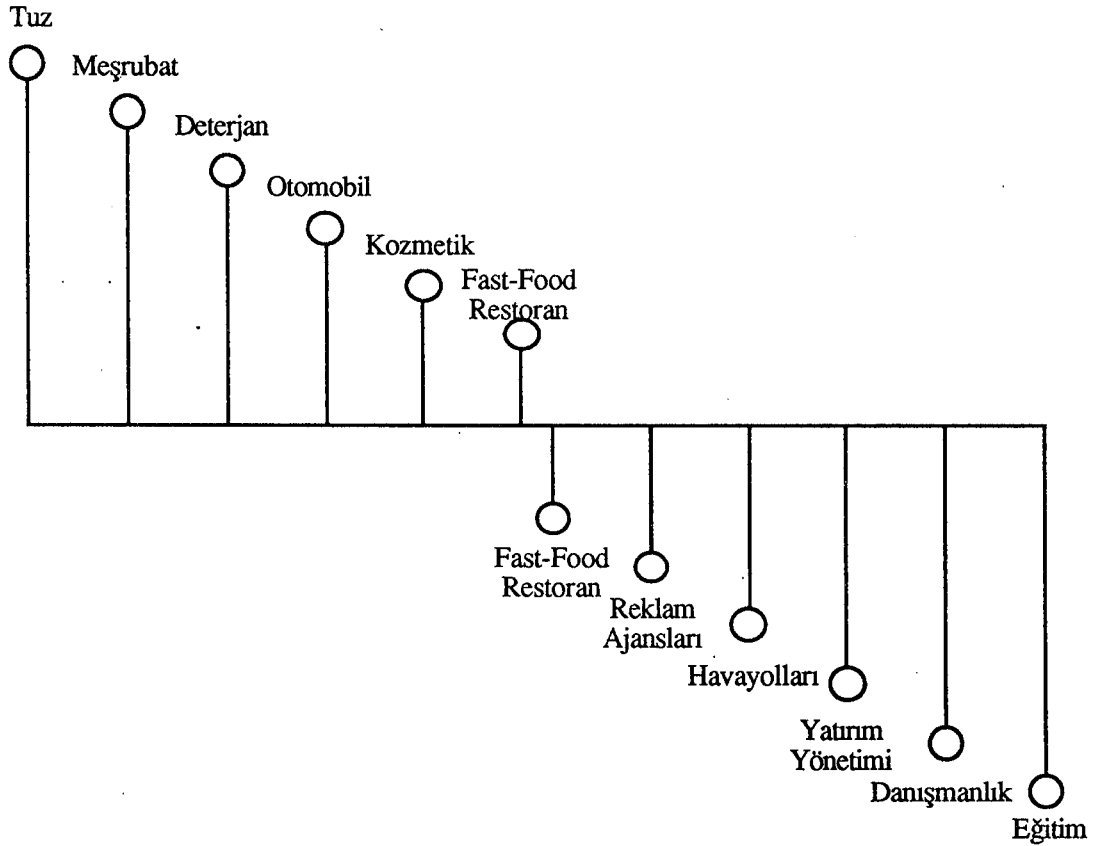 Tuz
Meşrubat
Deterjan
Otomobil
Kozmetik
Fast-Food
Restoran
Fast-Food
Restoran
Reklam
Ajansları
Havayolları
Yatırım
Yönetimi
Danışmanlık
Eğitim